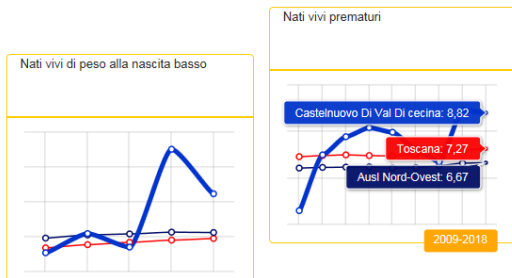 Nati vivi prematuri
Nati vivi di peso alla nascita basso
Castelnuovo Di Val Di cecina: 8,82
Toscana: 7,27
Ausl Nord-Ovest: 6,67
2009-2018